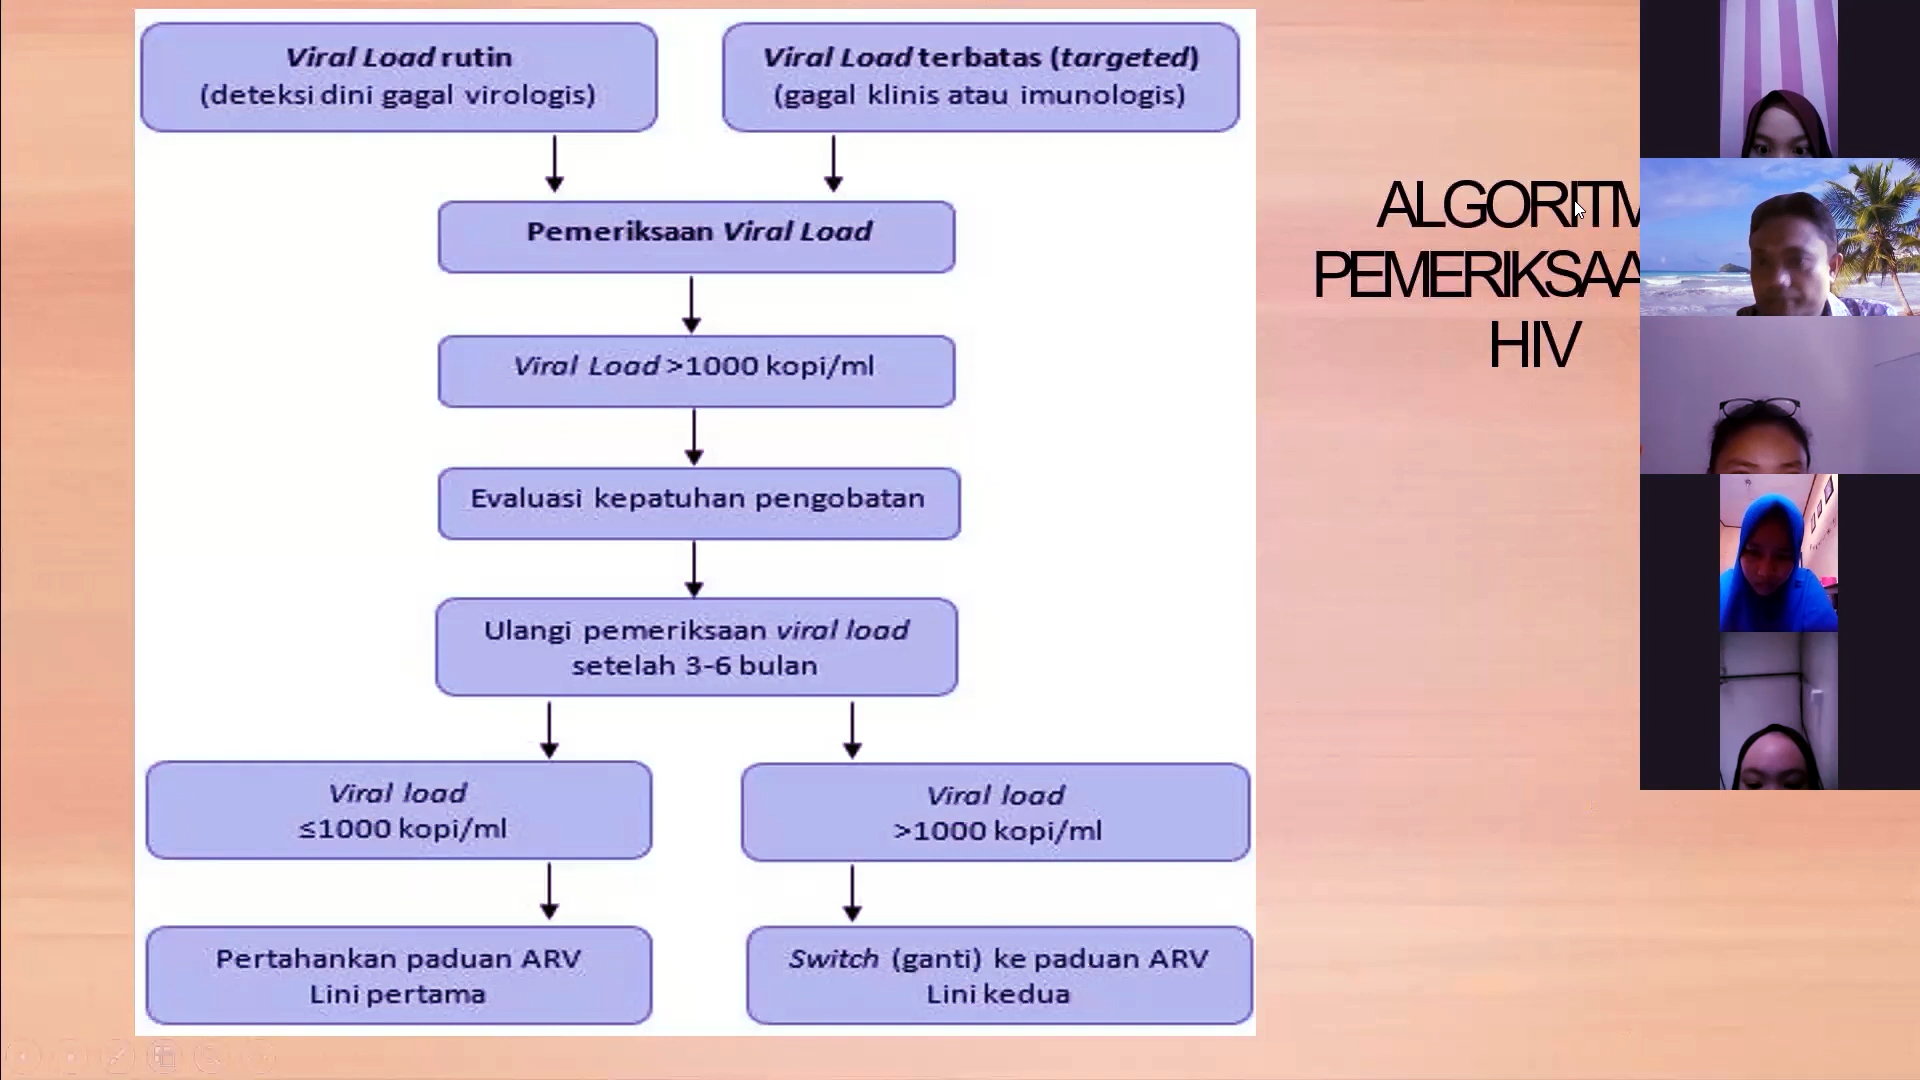 Viral Load rutin
(deteksi dini gagal virologis)
Viral Load terbatas (targeted)
(gagal klinis atau imunologis)
Pemeriksaan Viral Load
Viral Load >1000 kopi/ml
Evaluasi kepatuhan pengobatan
Ulangi pemeriksaan viral load
setelah 3-6 bulan
Viral load
≤1000 kopi/ml
Viral load
>1000 kopi/ml
Pertahankan paduan ARV
Lini pertama
Switch (ganti) ke paduan ARV
Lini kedua
ALGORITM
PEMERIKSAA
HIV